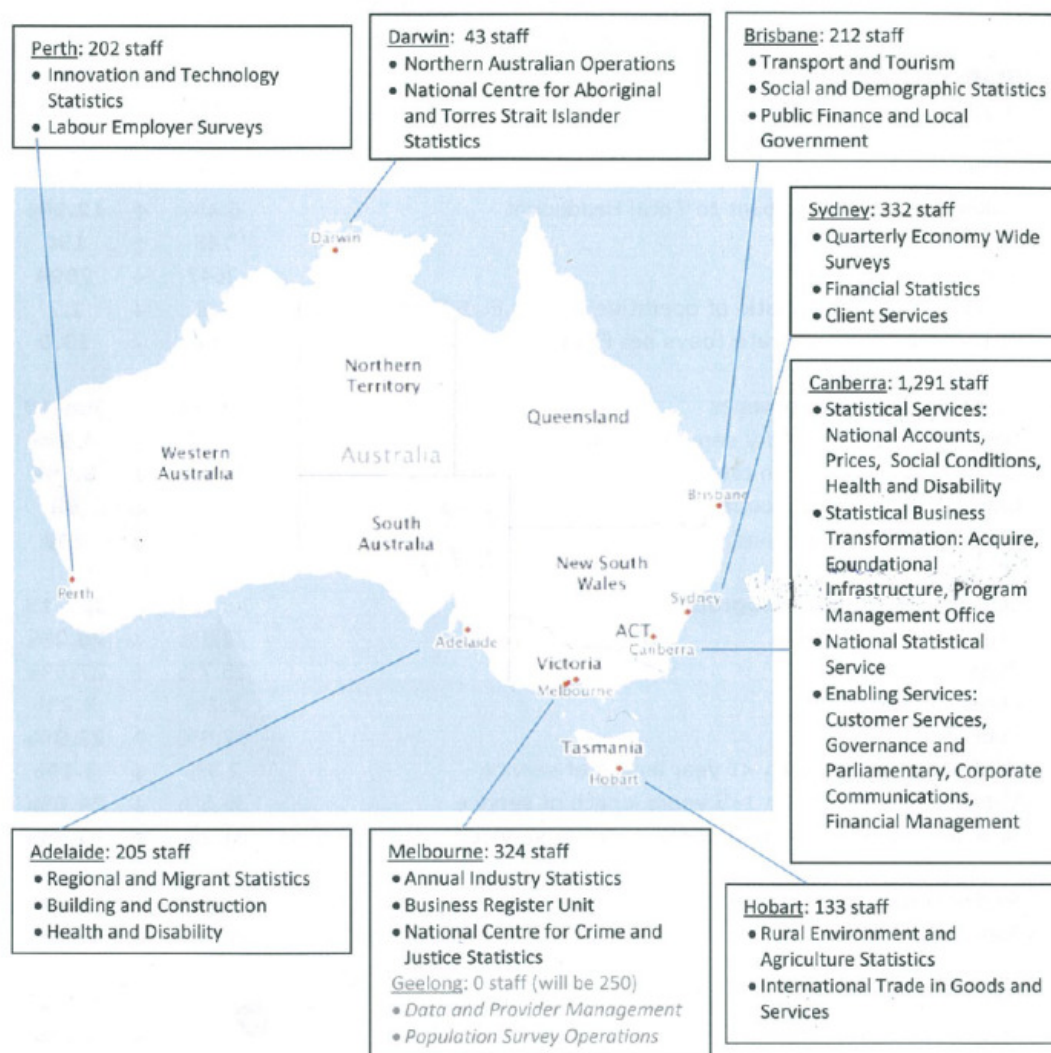 Perth: 202 staff
• Innovation and Technology
Statistics
• Labour Employer Surveys
Darwin: 43 staff
• Northern Australian Operations
• National Centre for Aboriginal
and Torres Strait Islander
Statistics
Brisbane: 212 staff
• Transport and Tourism
• Social and Demographic Statistics
• Public Finance and Local
Government
Sydney: 332 staff
• Quarterly Economy Wide
Surveys
• Financial Statistics
• Client Services
Canberra: 1,291 staff
• Statistical Services:
National Accounts,
Prices, Social Conditions,
Health and Disability
• Statistical Business
Transformation: Acquire,
Foundational
Infrastructure, Program
Management Office
• National Statistical
Service
• Enabling Services:
Customer Services,
Governance and
Parliamentary, Corporate
Communications,
Financial Management
Darwin
Northern
Territory
Queensland
Western
Australia
Australia
Brisbane
South
Australia
New South
Wales
Perth
Sydney
ACT
Adelaide
Canberra
Victoria
Melbourne
Tasmania
Hobart
Adelaide: 205 staff
• Regional and Migrant Statistics
• Building and Construction
• Health and Disability
Melbourne: 324 staff
• Annual Industry Statistics
• Business Register Unit
• National Centre for Crime and
Justice Statistics
Geelong: 0 staff (will be 250)
• Data and Provider Management
• Population Survey Operations
Hobart: 133 staff
• Rural Environment and
Agriculture Statistics
• International Trade in Goods and
Services